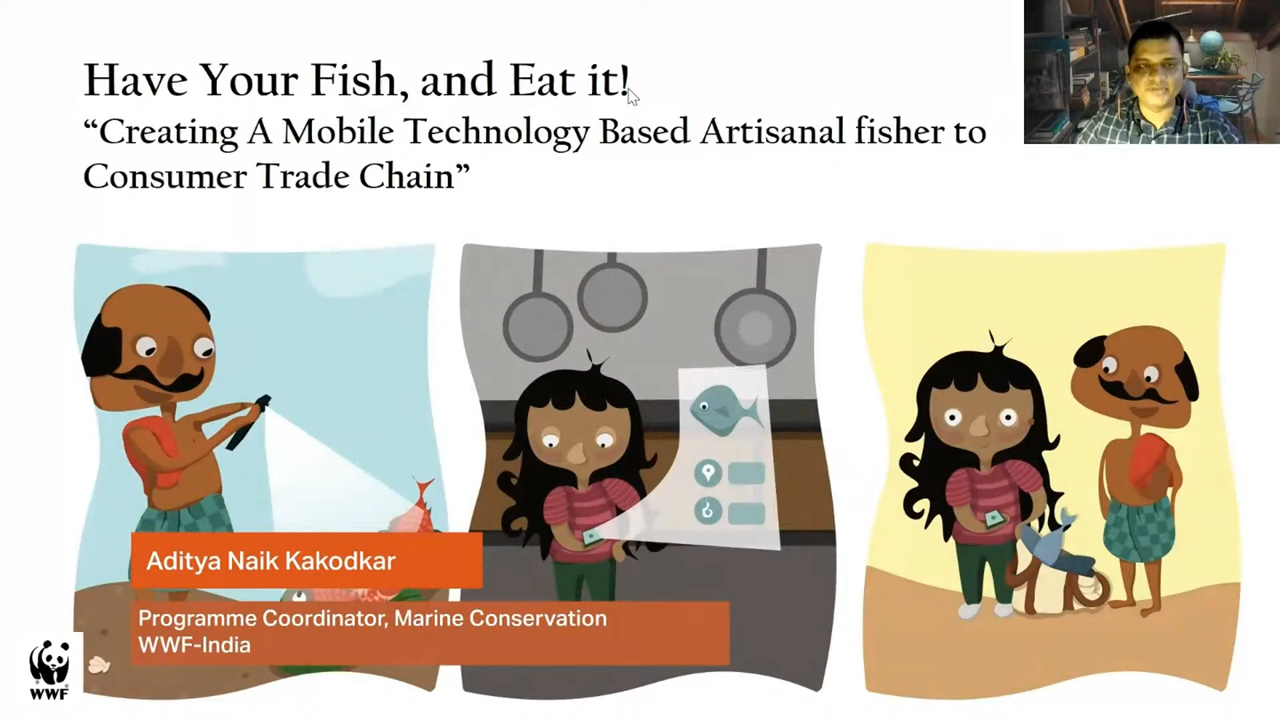 Have Your Fish, and Eat it!
“Creating A Mobile Technology Based Artisanal fisher to
Consumer Trade Chain”
Aditya Naik Kakodkar
Programme Coordinator, Marine Conservation
WWF-India
WWF